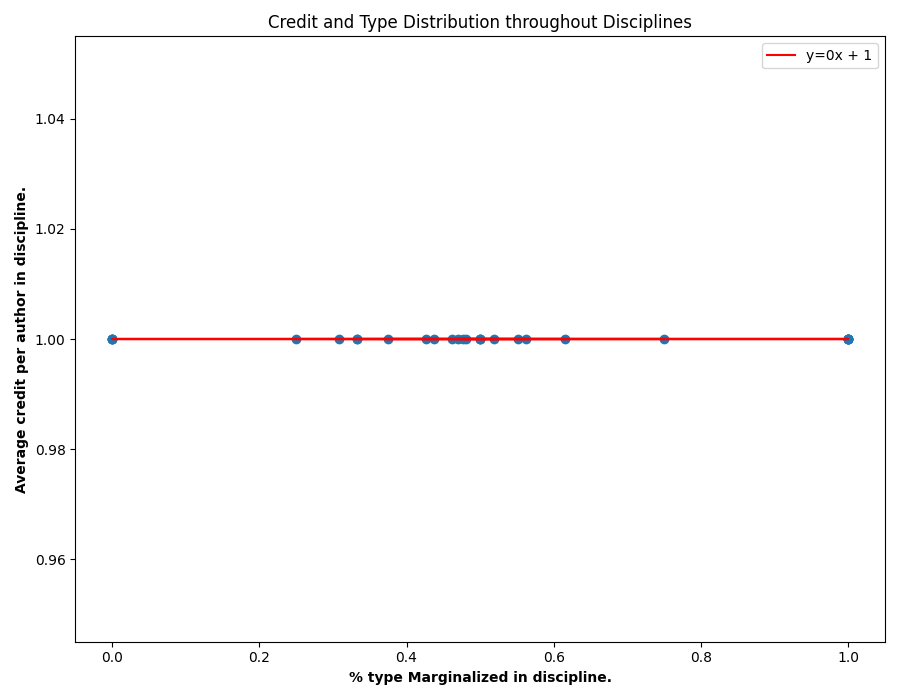 Credit and Type Distribution throughout Disciplines
y=0x + 1
Average credit per author in discipline.
1.04
1.02
1.00
0.98
0.96
0.0 0.2 0.4 0.6 0.8 1.0
% type Marginalized in discipline.